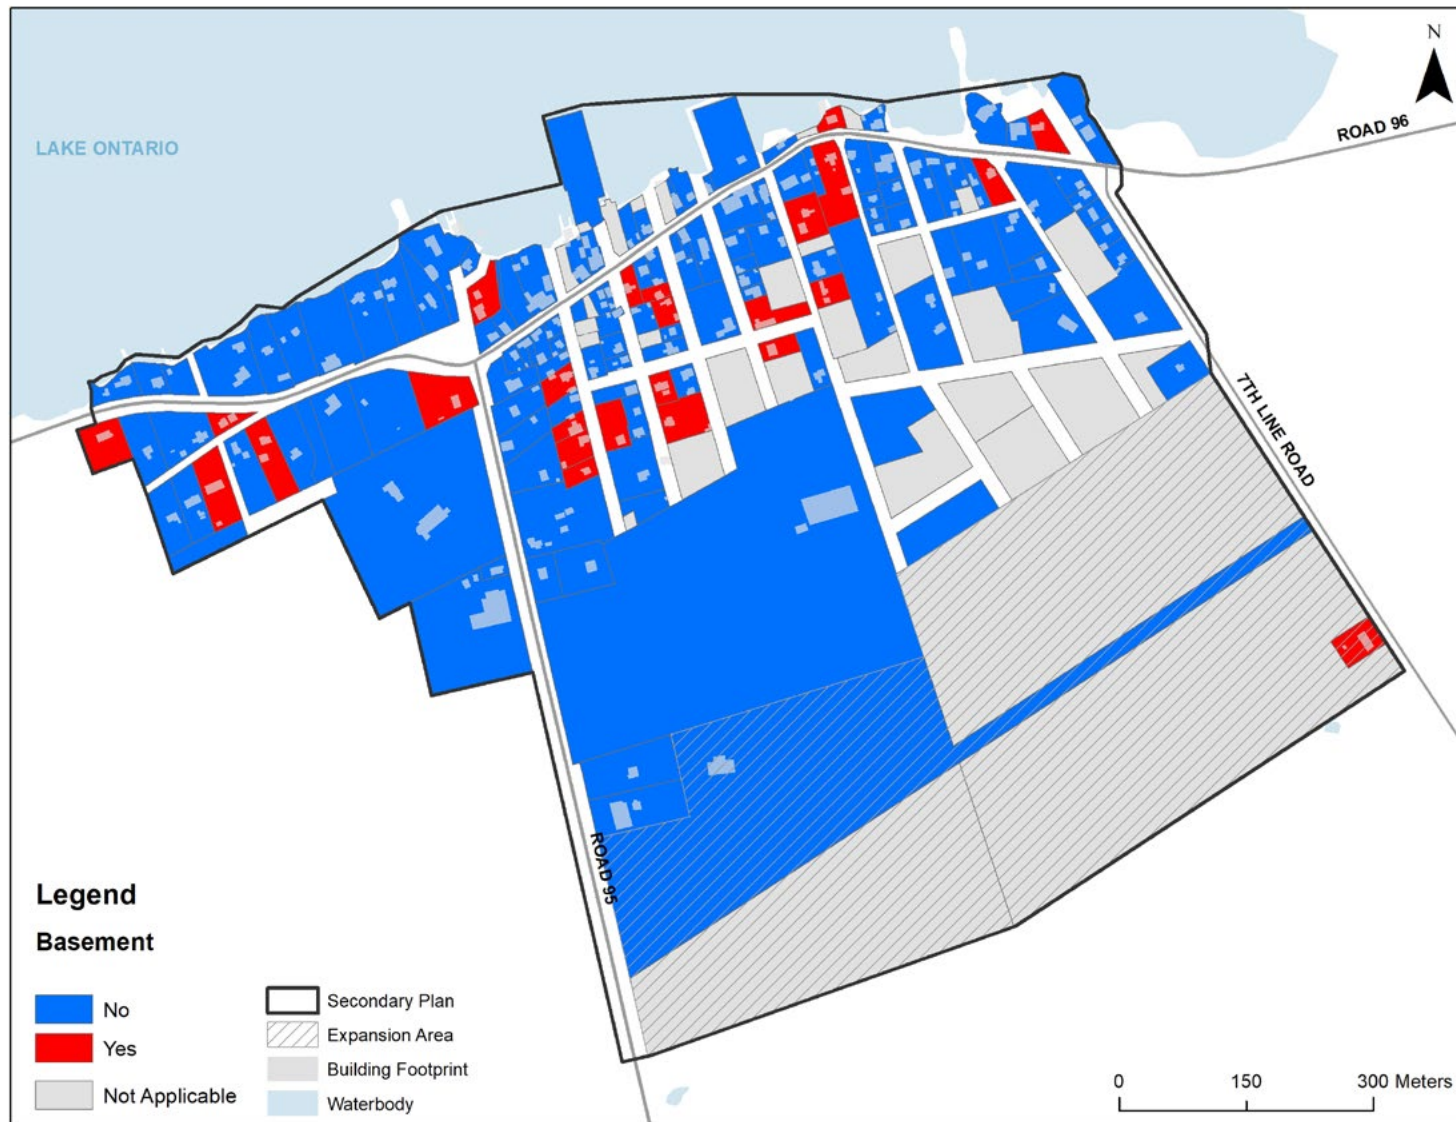 N
ROAD 96
LAKE ONTARIO
7TH LINE ROAD
ROAD 95
Legend
Basement
No
Yes
Not Applicable
Secondary Plan
Expansion Area
Building Footprint
Waterbody
0 150 300 Meters